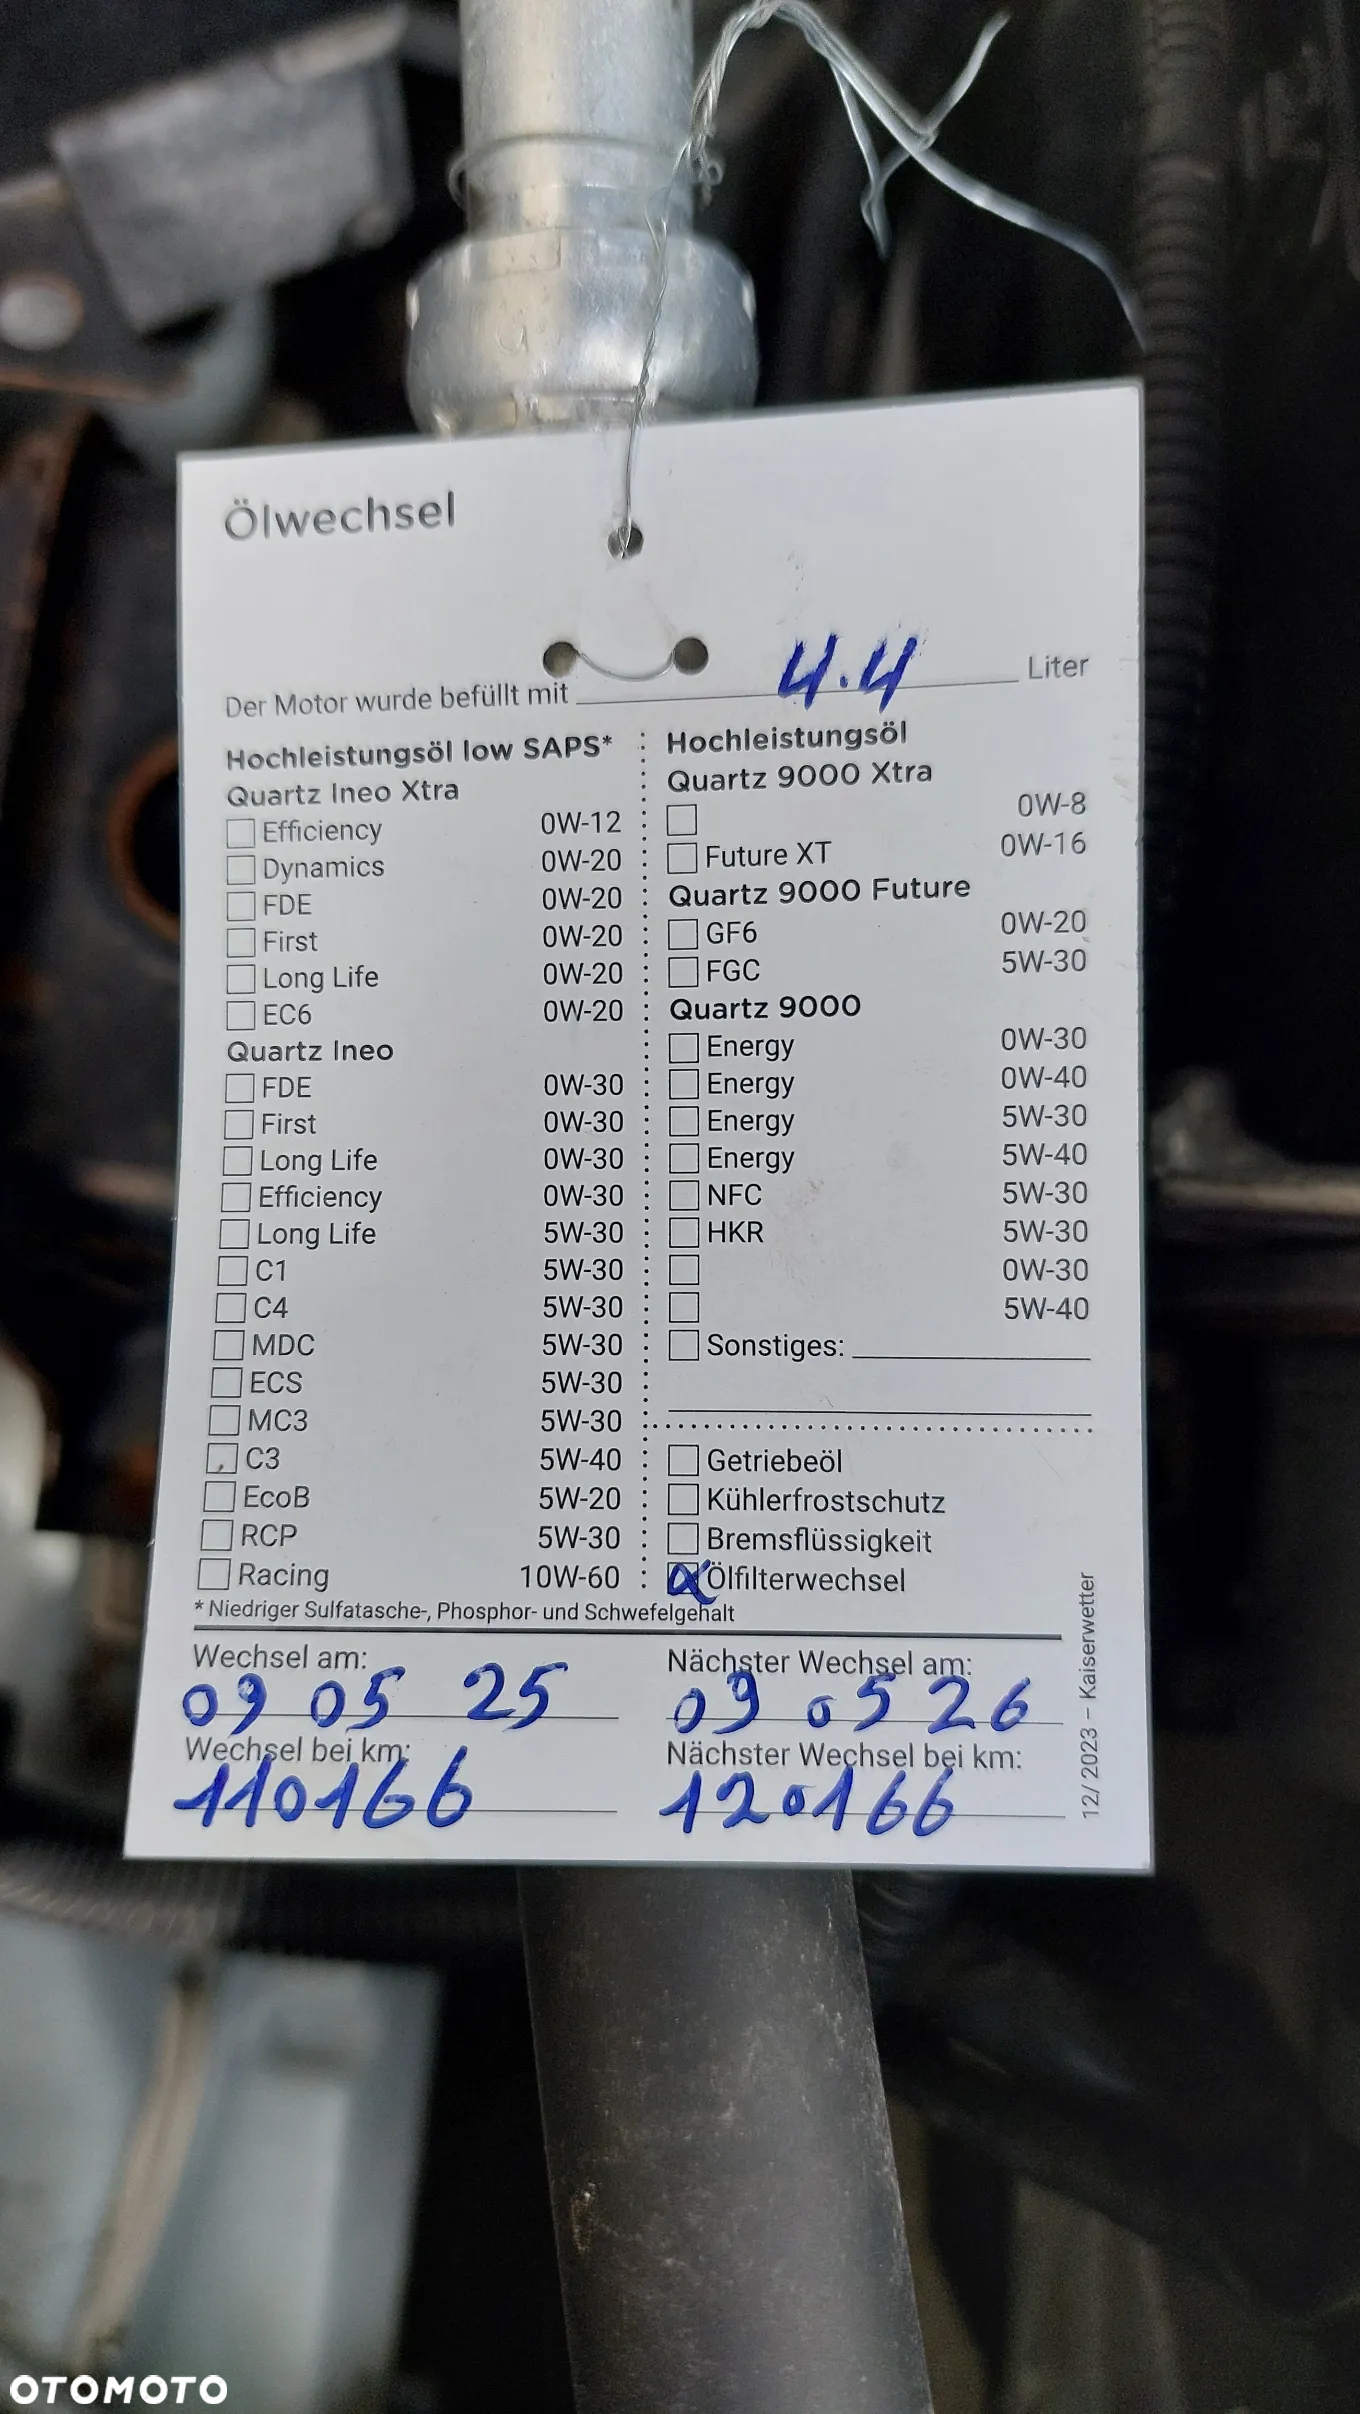 Ölwechsel
Der Motor wurde befüllt mit 4.4 Liter
Hochleistungsöl low SAPS*
Quartz Ineo Xtra
Efficiency 0W-12
Dynamics 0W-20
FDE 0W-20
First 0W-20
Long Life 0W-20
EC6 0W-20
Quartz Ineo
FDE 0W-30
First 0W-30
Long Life 0W-30
Efficiency 0W-30
Long Life 5W-30
C1 5W-30
C4 5W-30
MDC 5W-30
ECS 5W-30
MC3 5W-30
C3 5W-40
EcoB 5W-20
RCP 5W-30
Racing 10W-60
Hochleistungsöl
Quartz 9000 Xtra
0W-8
Future XT 0W-16
Quartz 9000 Future
GF6 0W-20
FGC 5W-30
Quartz 9000
Energy 0W-30
Energy 0W-40
Energy 5W-30
Energy 5W-40
NFC 5W-30
HKR 5W-30
0W-30
5W-40
Sonstiges:
Getriebeöl
Kühlerfrostschutz
Bremsflüssigkeit
Ölfilterwechsel
* Niedriger Sulfatasche-, Phosphor- und Schwefelgehalt
Wechsel am:
09 05 25
Wechsel bei km:
110166
Nächster Wechsel am:
09 05 26
Nächster Wechsel bei km:
120166
12/ 2023 – Kaiserwetter
OTOMOTO